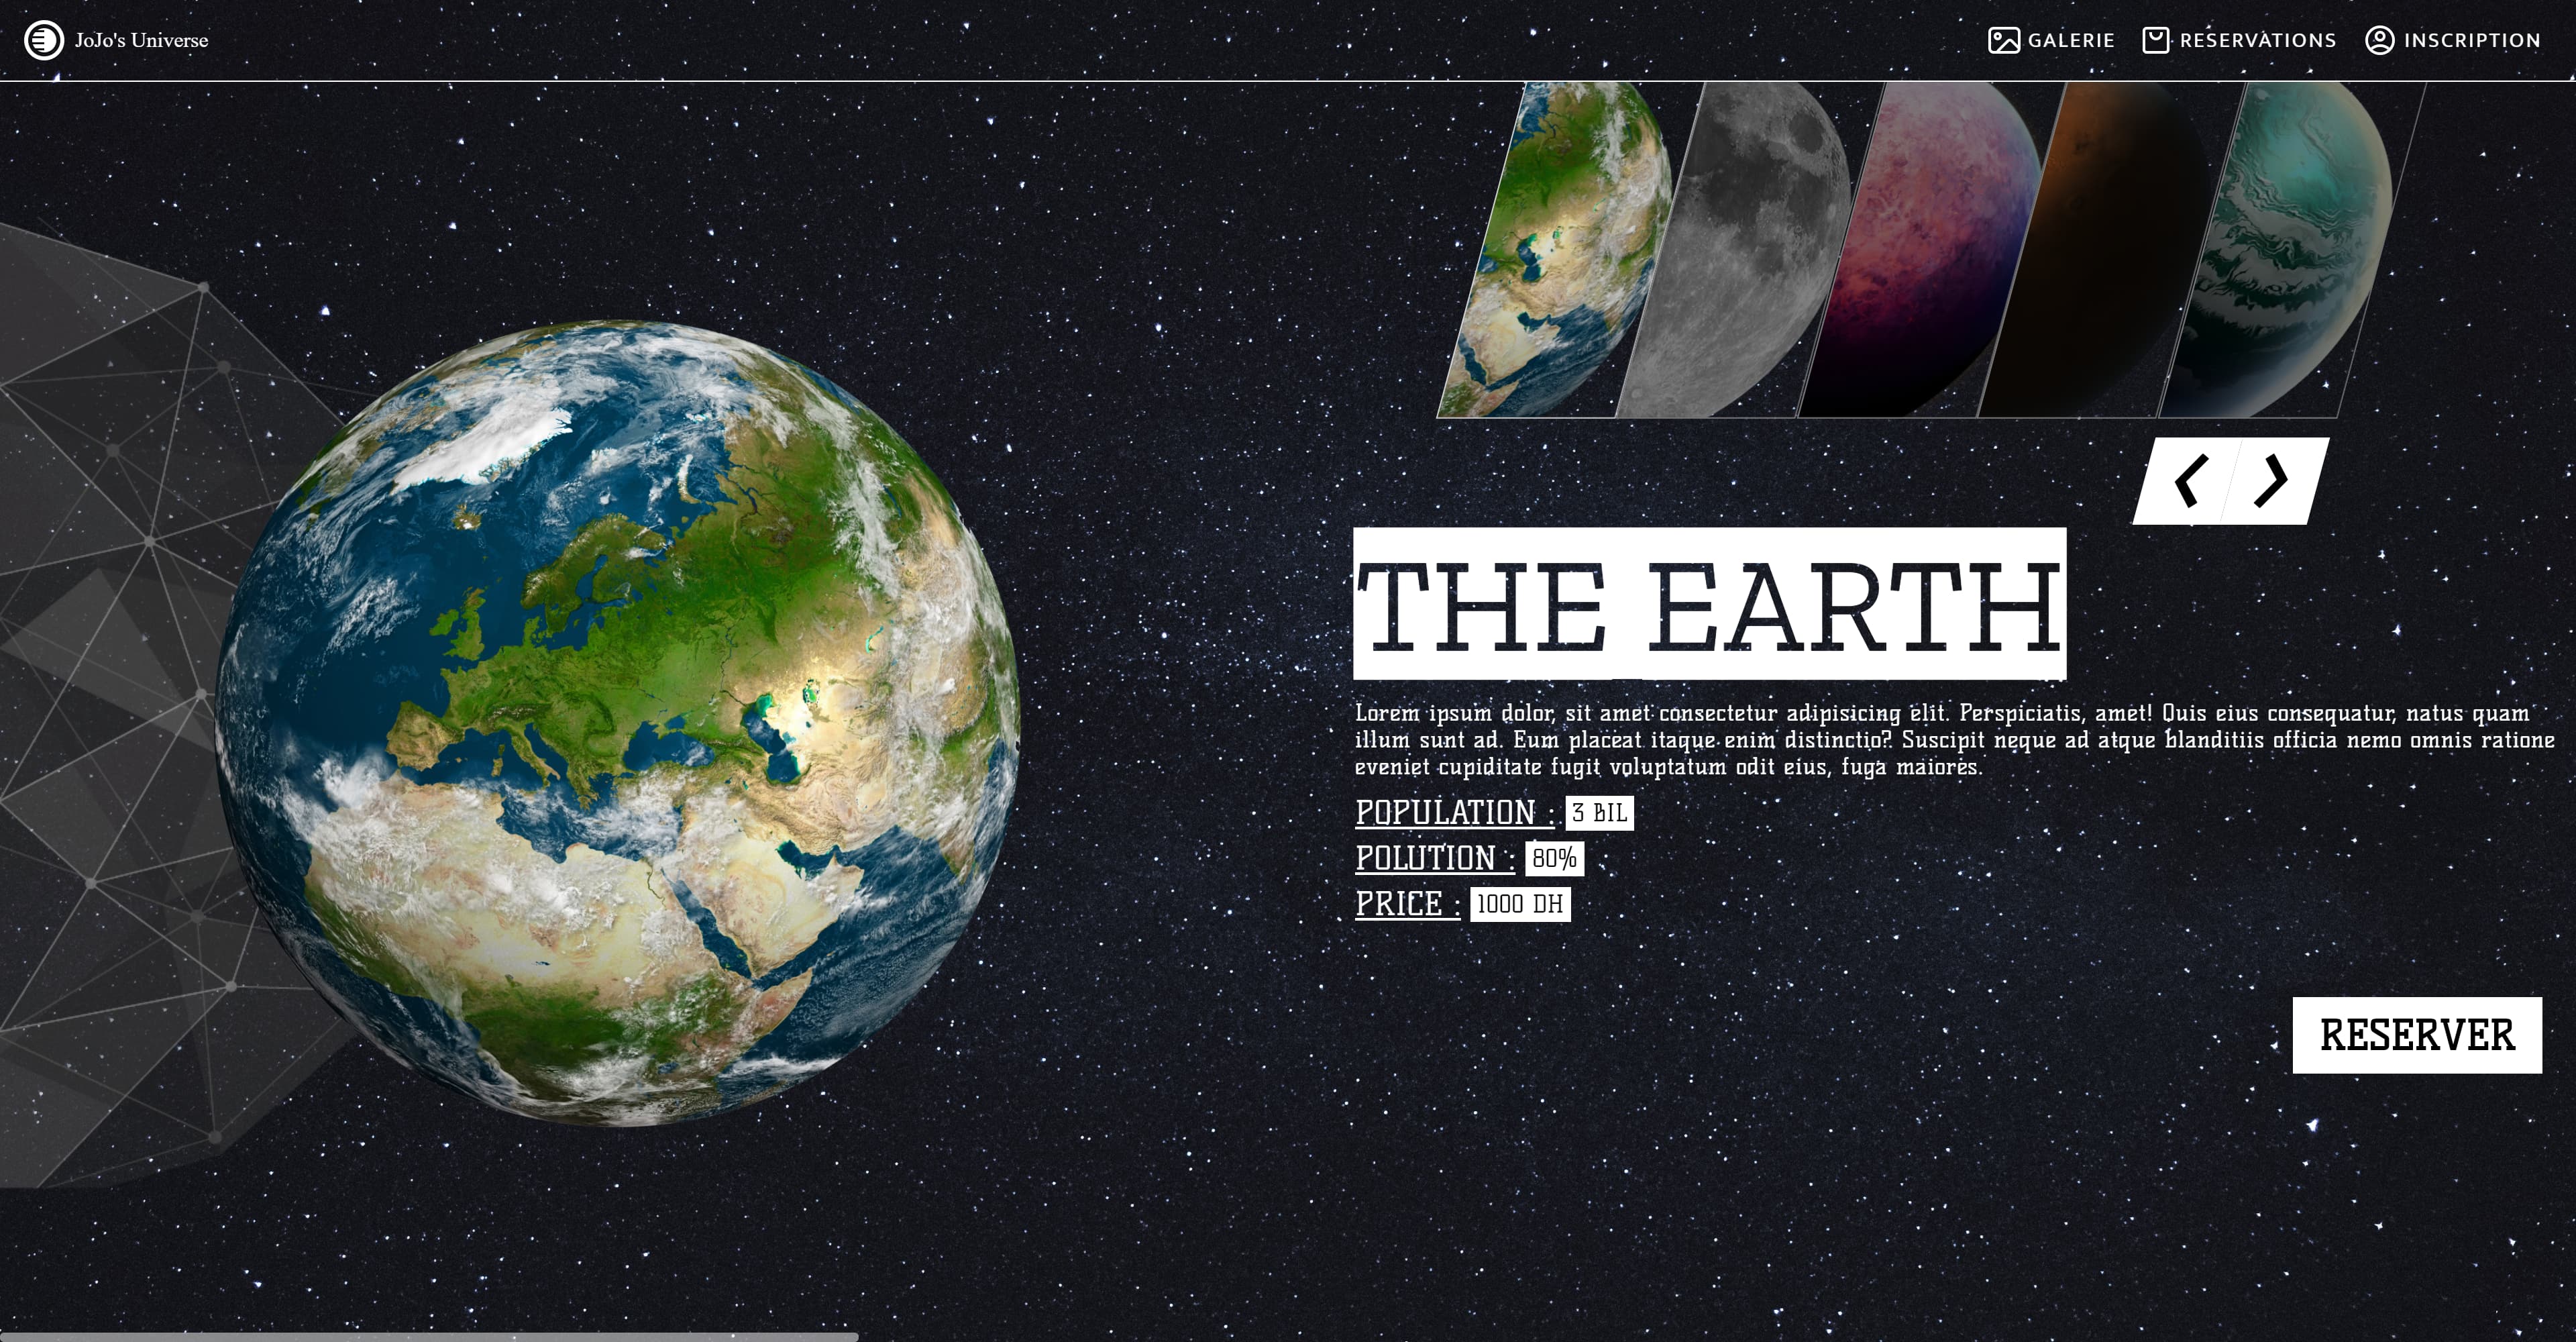 JoJo's Universe
GALERIE
RESERVATIONS
INSCRIPTION
THE EARTH
Lorem ipsum dolor, sit amet consectetur adipisicing elit. Perspiciatis, amet! Quis eius consequatur, natus quam
illum sunt ad. Eum placeat itaque enim distinctio? Suscipit neque ad atque blanditiis officia nemo omnis ratione
eveniet cupiditate fugit voluptatum odit eius, fuga maiores.
POPULATION : 3 BIL
POLUTION : 80%
PRICE : 1000 DH
RESERVER